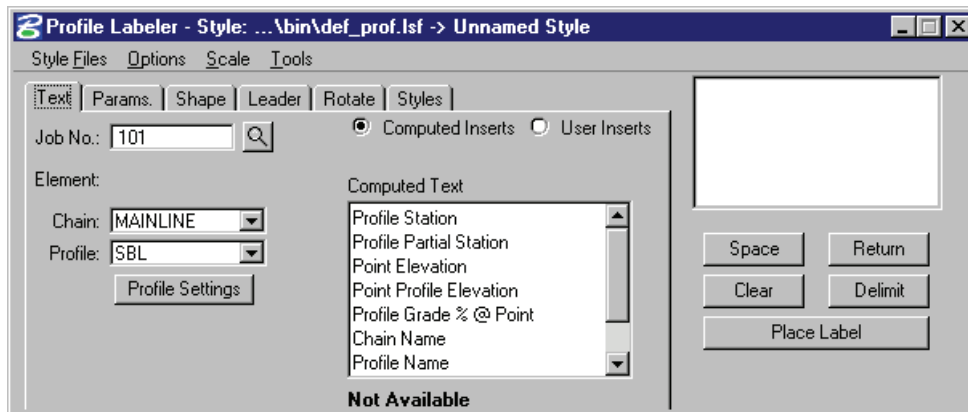 Profile Labeler - Style: ...\bin\def_prof.lsf -> Unnamed Style
Style Files Options Scale Tools
Text Params. Shape Leader Rotate Styles
Job No.: 101
Computed Inserts User Inserts
Element:
Chain: MAINLINE
Profile: SBL
Profile Settings
Computed Text
Profile Station
Profile Partial Station
Point Elevation
Point Profile Elevation
Profile Grade % @ Point
Chain Name
Profile Name
Not Available
Space Return
Clear Delimit
Place Label